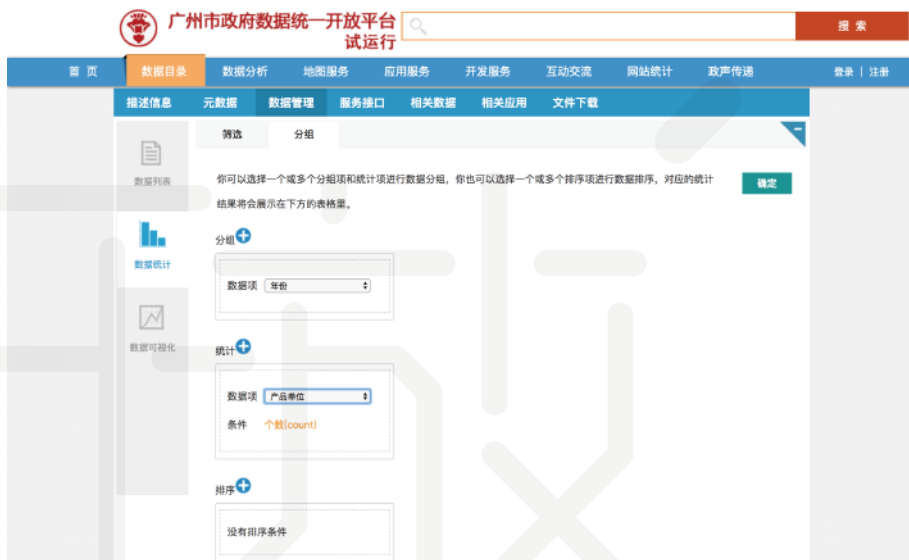 广州市政府数据统一开放平台
试运行
搜 索
首 页 数据目录 数据分析 地图服务 应用服务 开发服务 互动交流 网站统计 政声传递 登录 | 注册
描述信息 元数据 数据管理 服务接口 相关数据 相关应用 文件下载
筛选 分组
数据列表
你可以选择一个或多个分组项和统计项进行数据分组，你也可以选择一个或多个排序项进行数据排序，对应的统计
结果将会展示在下方的表格里。
确定
分组
数据统计
数据项 年份
数据可视化
统计
数据项 产品单位
条件 个数(count)
排序
没有排序条件